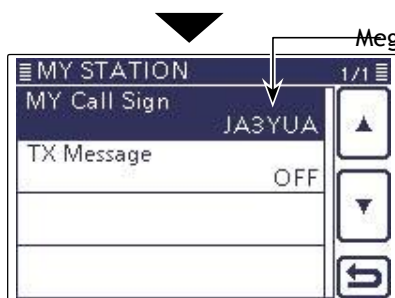 Meg
MY STATION 1/1
MY Call Sign
JA3YUA
TX Message
OFF